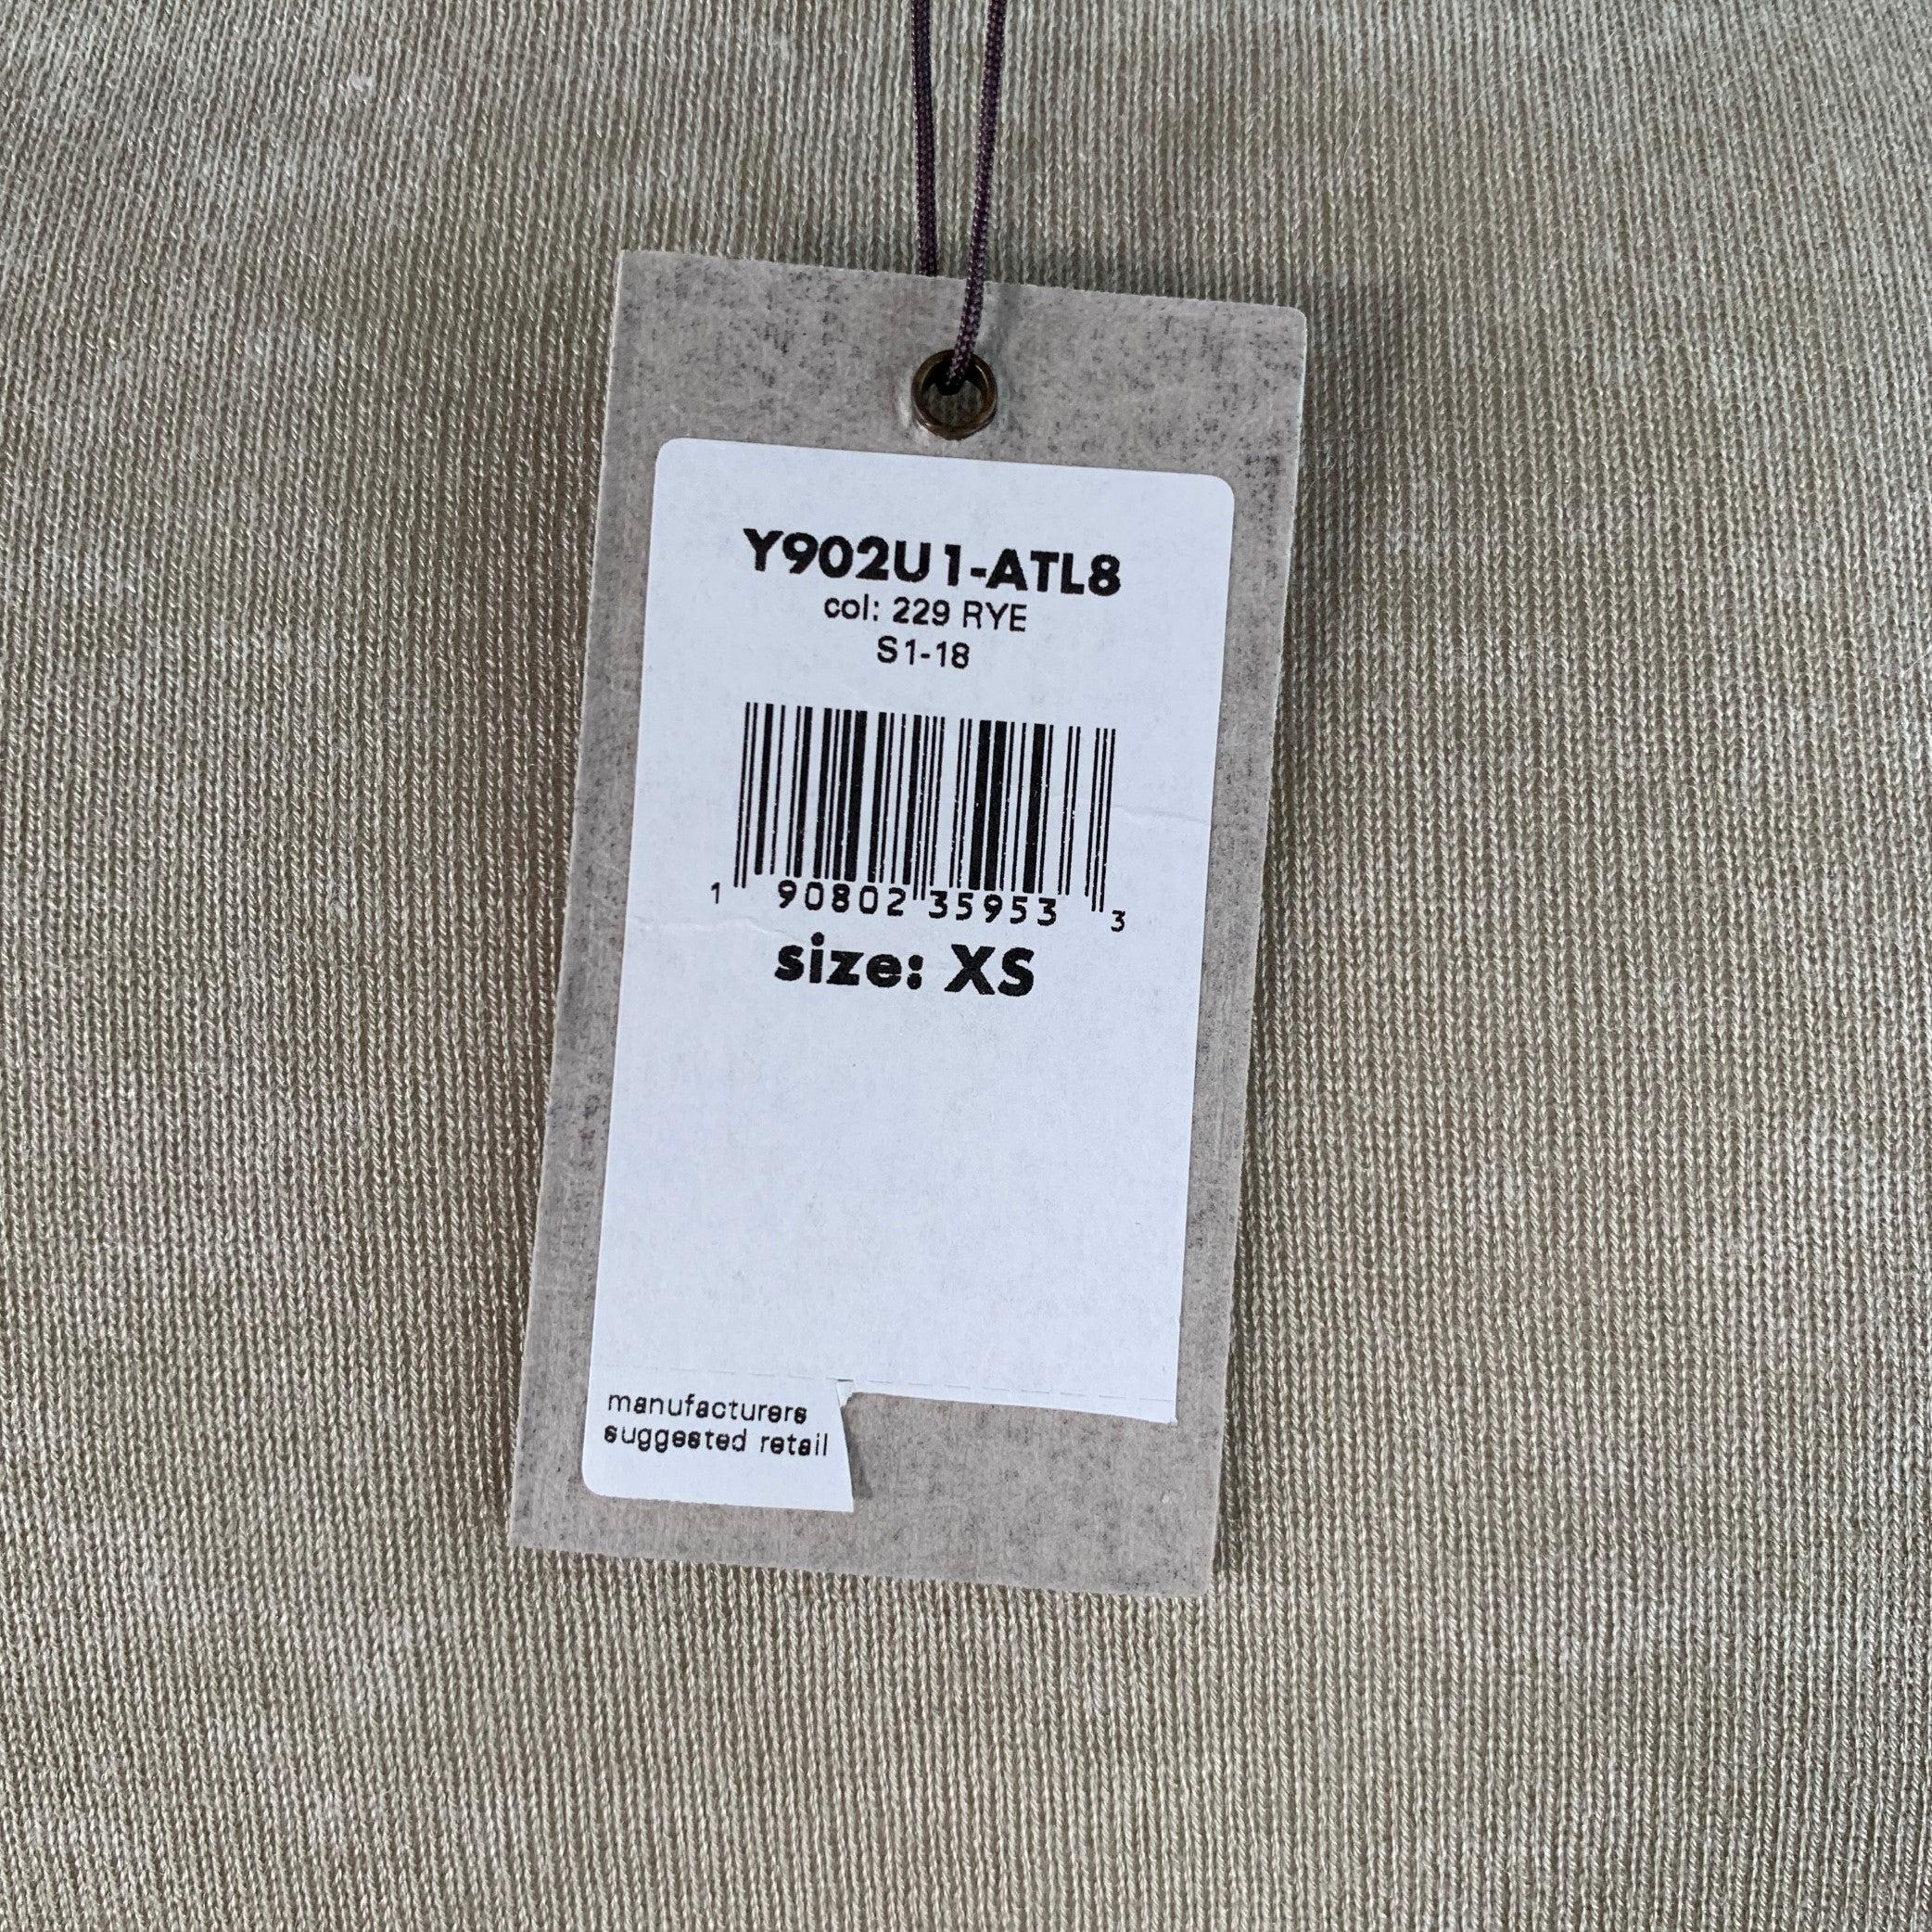 Y902U1-ATL8
col: 229 RYE
S1-18
1 90802 35953 3
size: XS
manufacturers
suggested retail